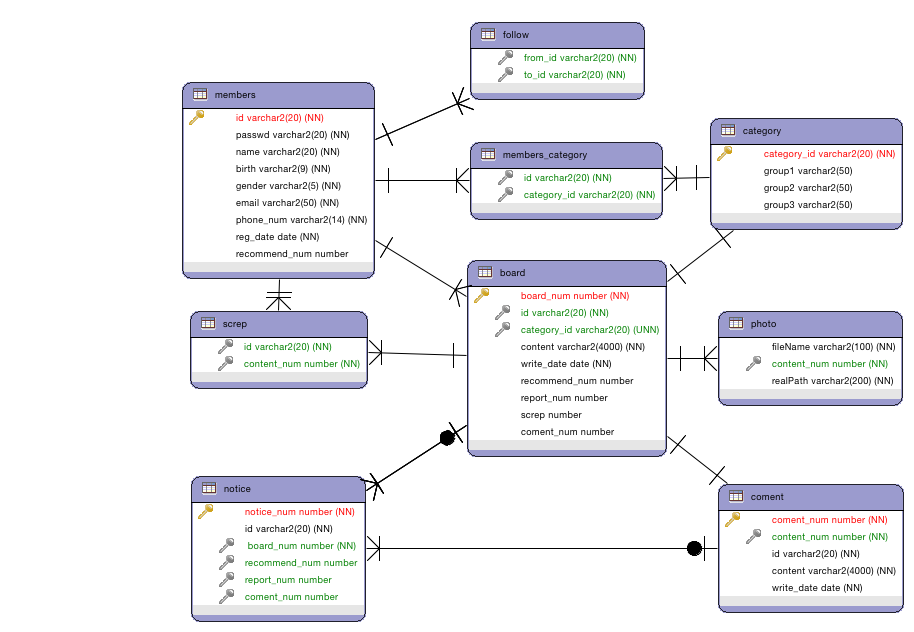 follow
from_id varchar2(20) (NN)
to_id varchar2(20) (NN)
members
id varchar2(20) (NN)
passwd varchar2(20) (NN)
name varchar2(20) (NN)
birth varchar2(9) (NN)
gender varchar2(5) (NN)
email varchar2(50) (NN)
phone_num varchar2(14) (NN)
reg_date date (NN)
recommend_num number
members_category
id varchar2(20) (NN)
category_id varchar2(20) (NN)
category
category_id varchar2(20) (NN)
group1 varchar2(50)
group2 varchar2(50)
group3 varchar2(50)
board
board_num number (NN)
id varchar2(20) (NN)
category_id varchar2(20) (UNN)
content varchar2(4000) (NN)
write_date date (NN)
recommend_num number
report_num number
screp number
coment_num number
screp
id varchar2(20) (NN)
content_num number (NN)
photo
fileName varchar2(100) (NN)
content_num number (NN)
realPath varchar2(200) (NN)
notice
notice_num number (NN)
id varchar2(20) (NN)
board_num number (NN)
recommend_num number
report_num number
coment_num number
coment
coment_num number (NN)
content_num number (NN)
id varchar2(20) (NN)
content varchar2(4000) (NN)
write_date date (NN)